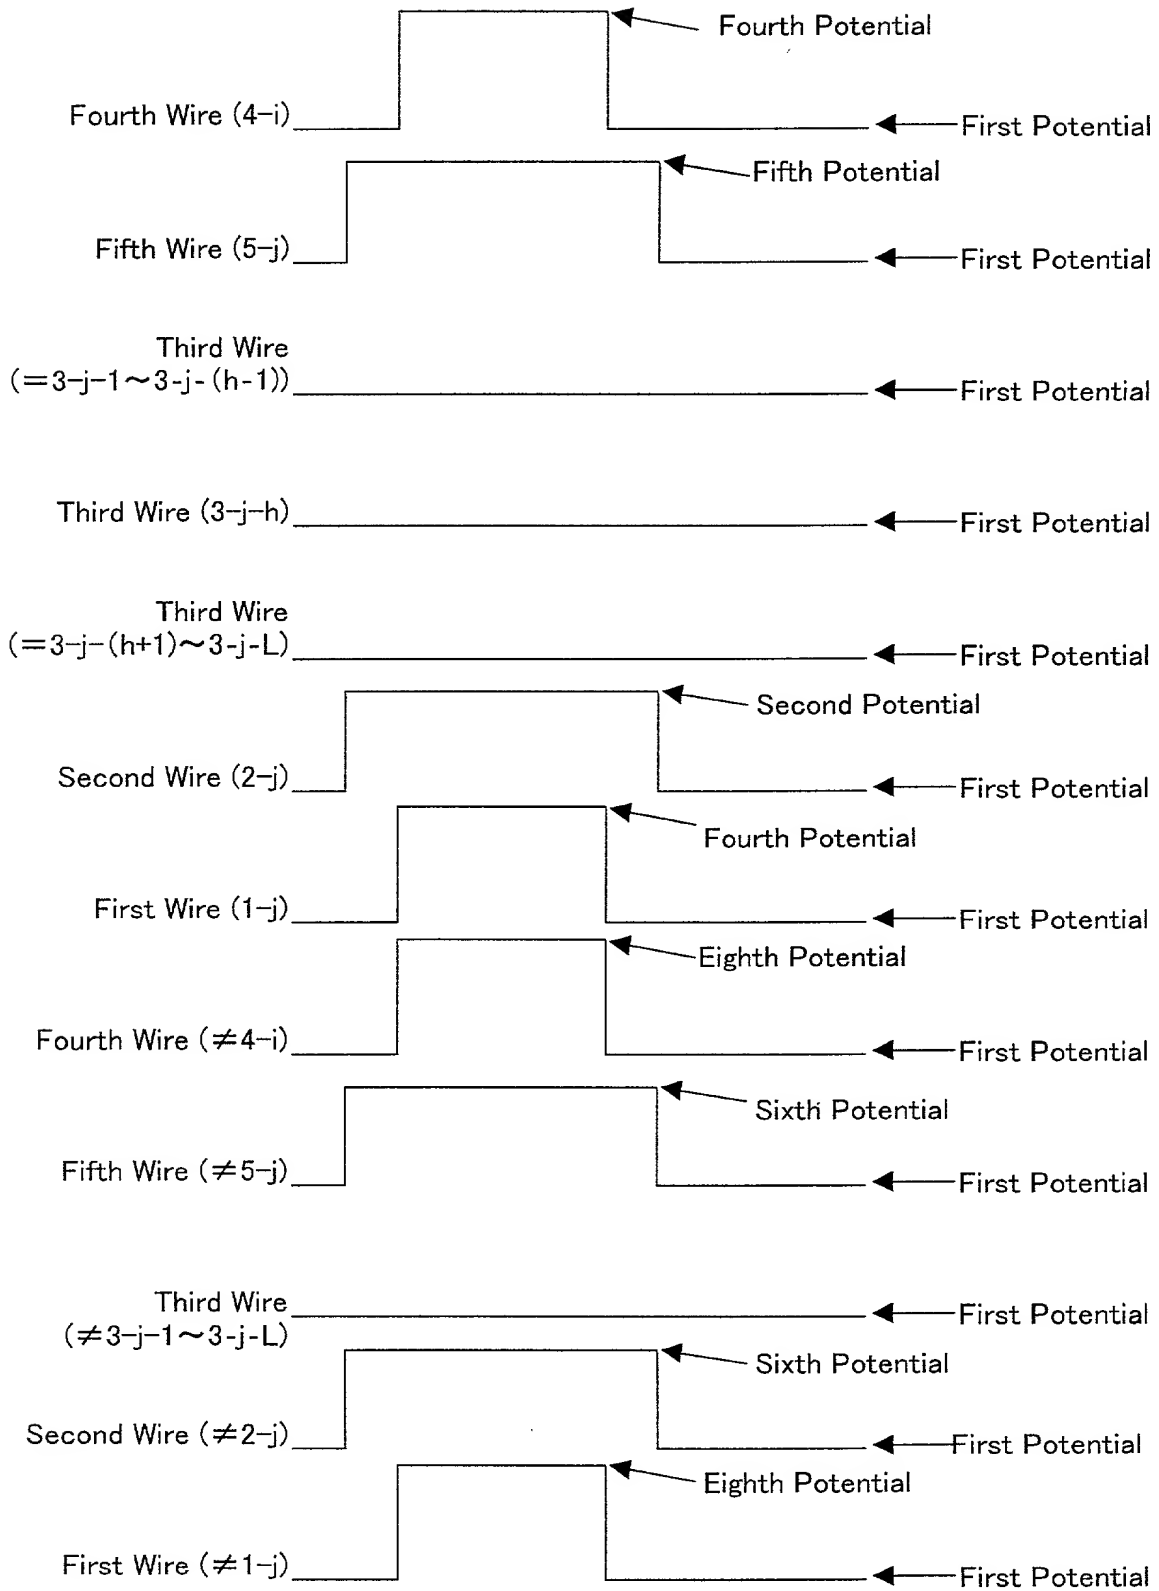 Fourth Potential
Fourth Wire (4-i)
First Potential
Fifth Potential
Fifth Wire (5-j)
First Potential
Third Wire
(=3-j-1~3-j-(h-1))
First Potential
Third Wire (3-j-h)
First Potential
Third Wire
(=3-j-(h+1)~3-j-L)
First Potential
Second Potential
Second Wire (2-j)
First Potential
Fourth Potential
First Wire (1-j)
First Potential
Eighth Potential
Fourth Wire (≠4-i)
First Potential
Sixth Potential
Fifth Wire (≠5-j)
First Potential
Third Wire
(≠3-j-1~3-j-L)
First Potential
Sixth Potential
Second Wire (≠2-j)
First Potential
Eighth Potential
First Wire (≠1-j)
First Potential